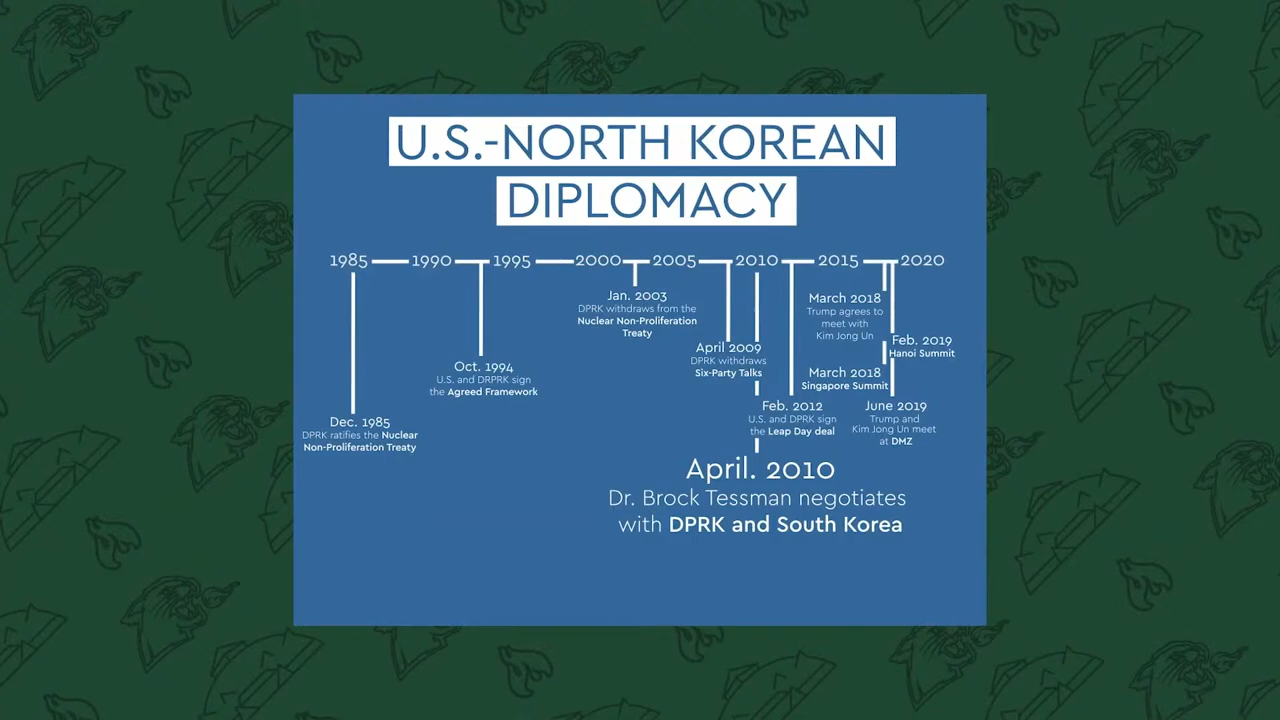 U.S.-NORTH KOREAN
DIPLOMACY
1985 1990 1995 2000 2005 2010 2015 2020
Dec. 1985
DPRK ratifies the Nuclear
Non-Proliferation Treaty
Oct. 1994
U.S. and DRPRK sign
the Agreed Framework
Jan. 2003
DPRK withdraws from the
Nuclear Non-Proliferation
Treaty
April 2009
DPRK withdraws
Six-Party Talks
April. 2010
Dr. Brock Tessman negotiates
with DPRK and South Korea
Feb. 2012
U.S. and DPRK sign
the Leap Day deal
March 2018
Trump agrees to
meet with
Kim Jong Un
March 2018
Singapore Summit
Feb. 2019
Hanoi Summit
June 2019
Trump and
Kim Jong Un meet
at DMZ